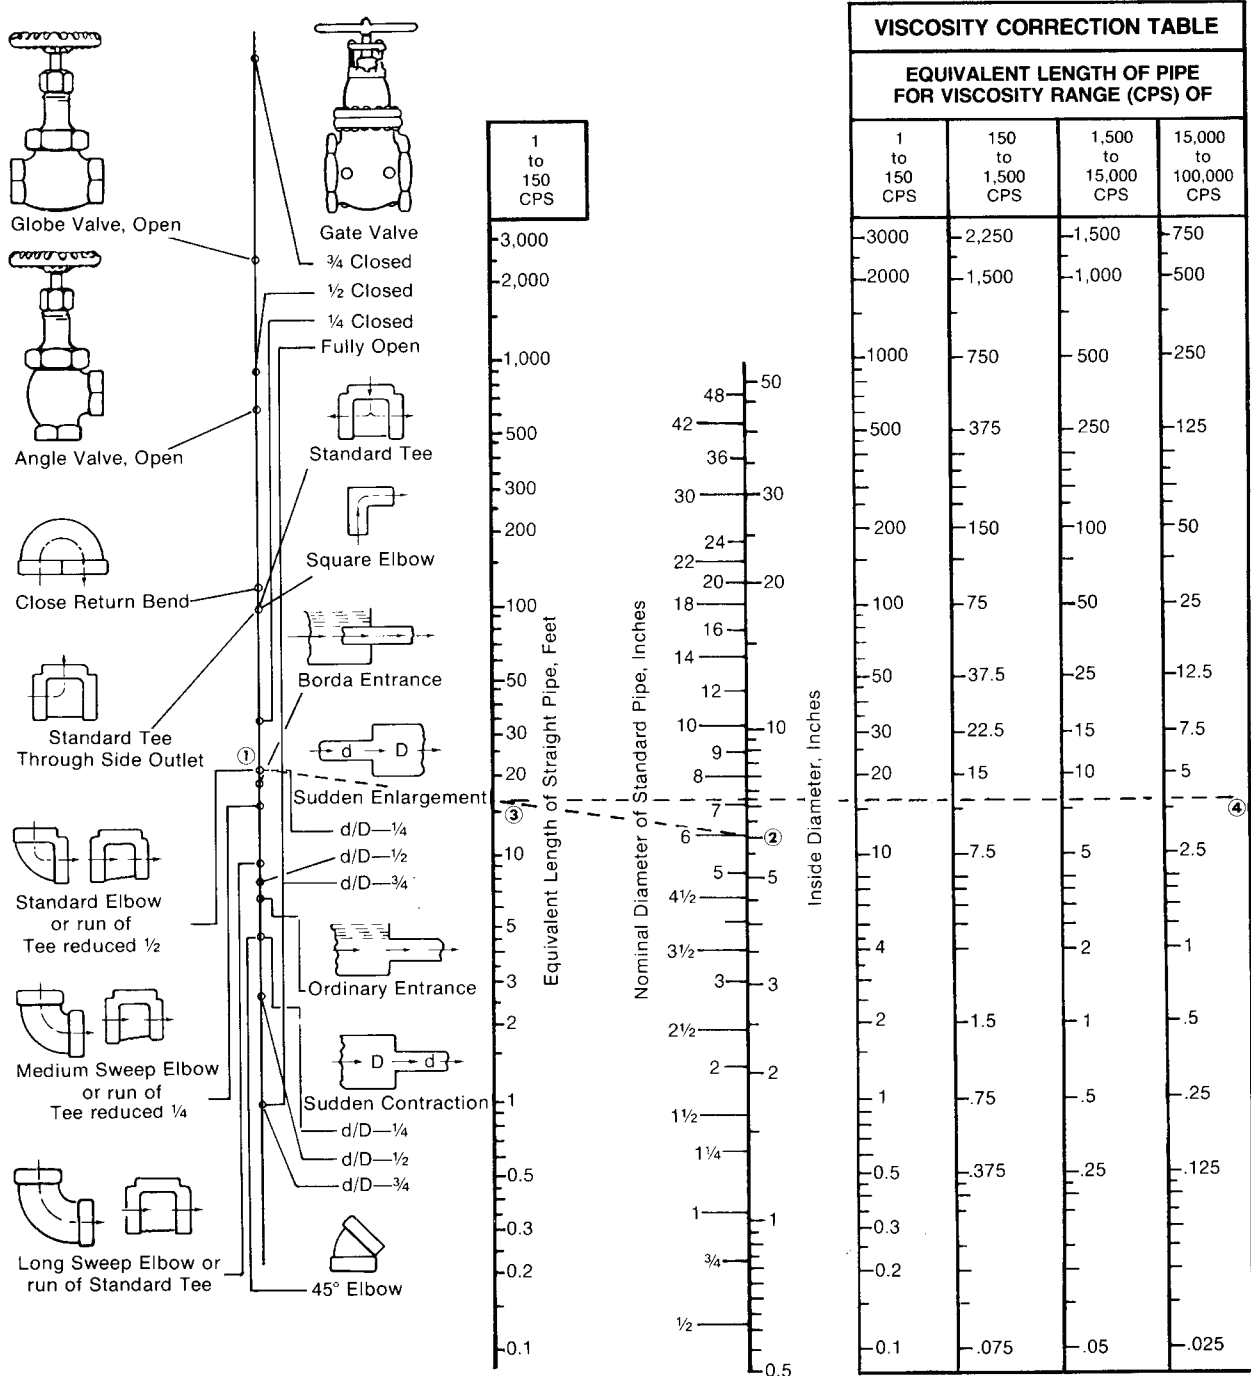 Globe Valve, Open
Angle Valve, Open
Close Return Bend
Standard Tee
Through Side Outlet
Standard Elbow
or run of
Tee reduced ½
Medium Sweep Elbow
or run of
Tee reduced ¼
Long Sweep Elbow or
run of Standard Tee
Gate Valve
¾ Closed
½ Closed
¼ Closed
Fully Open
Standard Tee
Square Elbow
Borda Entrance
d
D
Sudden Enlargement
d/D—¼
d/D—½
d/D—¾
Ordinary Entrance
D
d
Sudden Contraction
d/D—¼
d/D—½
d/D—¾
45° Elbow
①
1
to
150
CPS
3,000
2,000
1,000
500
300
200
100
50
30
20
③
10
5
3
2
1
0.5
0.3
0.2
0.1
Equivalent Length of Straight Pipe, Feet
Nominal Diameter of Standard Pipe, Inches
48
42
36
30
24
22
20
18
16
14
12
10
9
8
7
6
5
4½
3½
3
2½
2
1½
1¼
1
¾
½
50
30
20
10
②
5
3
2
1
0.5
Inside Diameter, Inches
VISCOSITY CORRECTION TABLE
EQUIVALENT LENGTH OF PIPE
FOR VISCOSITY RANGE (CPS) OF
1
to
150
CPS
150
to
1,500
CPS
1,500
to
15,000
CPS
15,000
to
100,000
CPS
3000 2,250 1,500 750
2000 1,500 1,000 500
1000 750 500 250
500 375 250 125
200 150 100 50
100 75 50 25
50 37.5 25 12.5
30 22.5 15 7.5
20 15 10 5
④
10 7.5 5 2.5
4 2 1
2 1.5 1 .5
1 .75 .5 .25
0.5 .375 .25 .125
0.3
0.2
0.1 .075 .05 .025